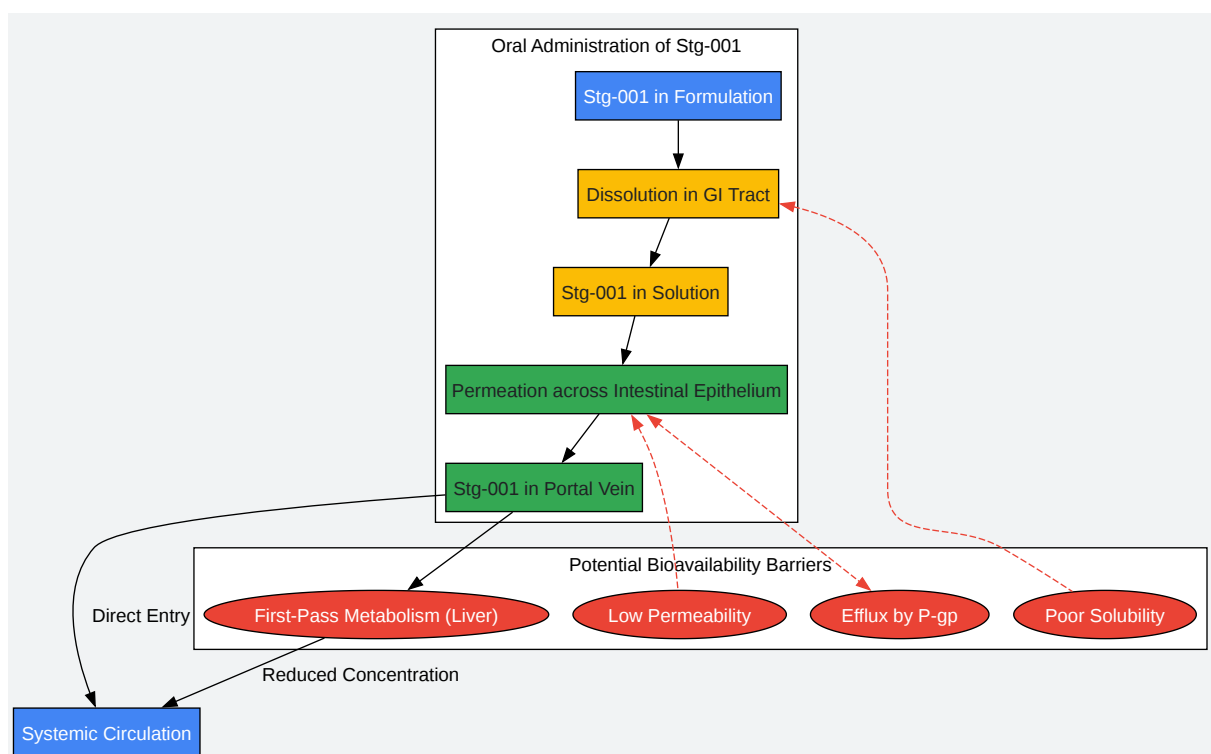 Oral Administration of Stg-001
Stg-001 in Formulation
Dissolution in GI Tract
Stg-001 in Solution
Permeation across Intestinal Epithelium
Stg-001 in Portal Vein
Potential Bioavailability Barriers
Direct Entry
First-Pass Metabolism (Liver)
Low Permeability
Efflux by P-gp
Poor Solubility
Reduced Concentration
Systemic Circulation